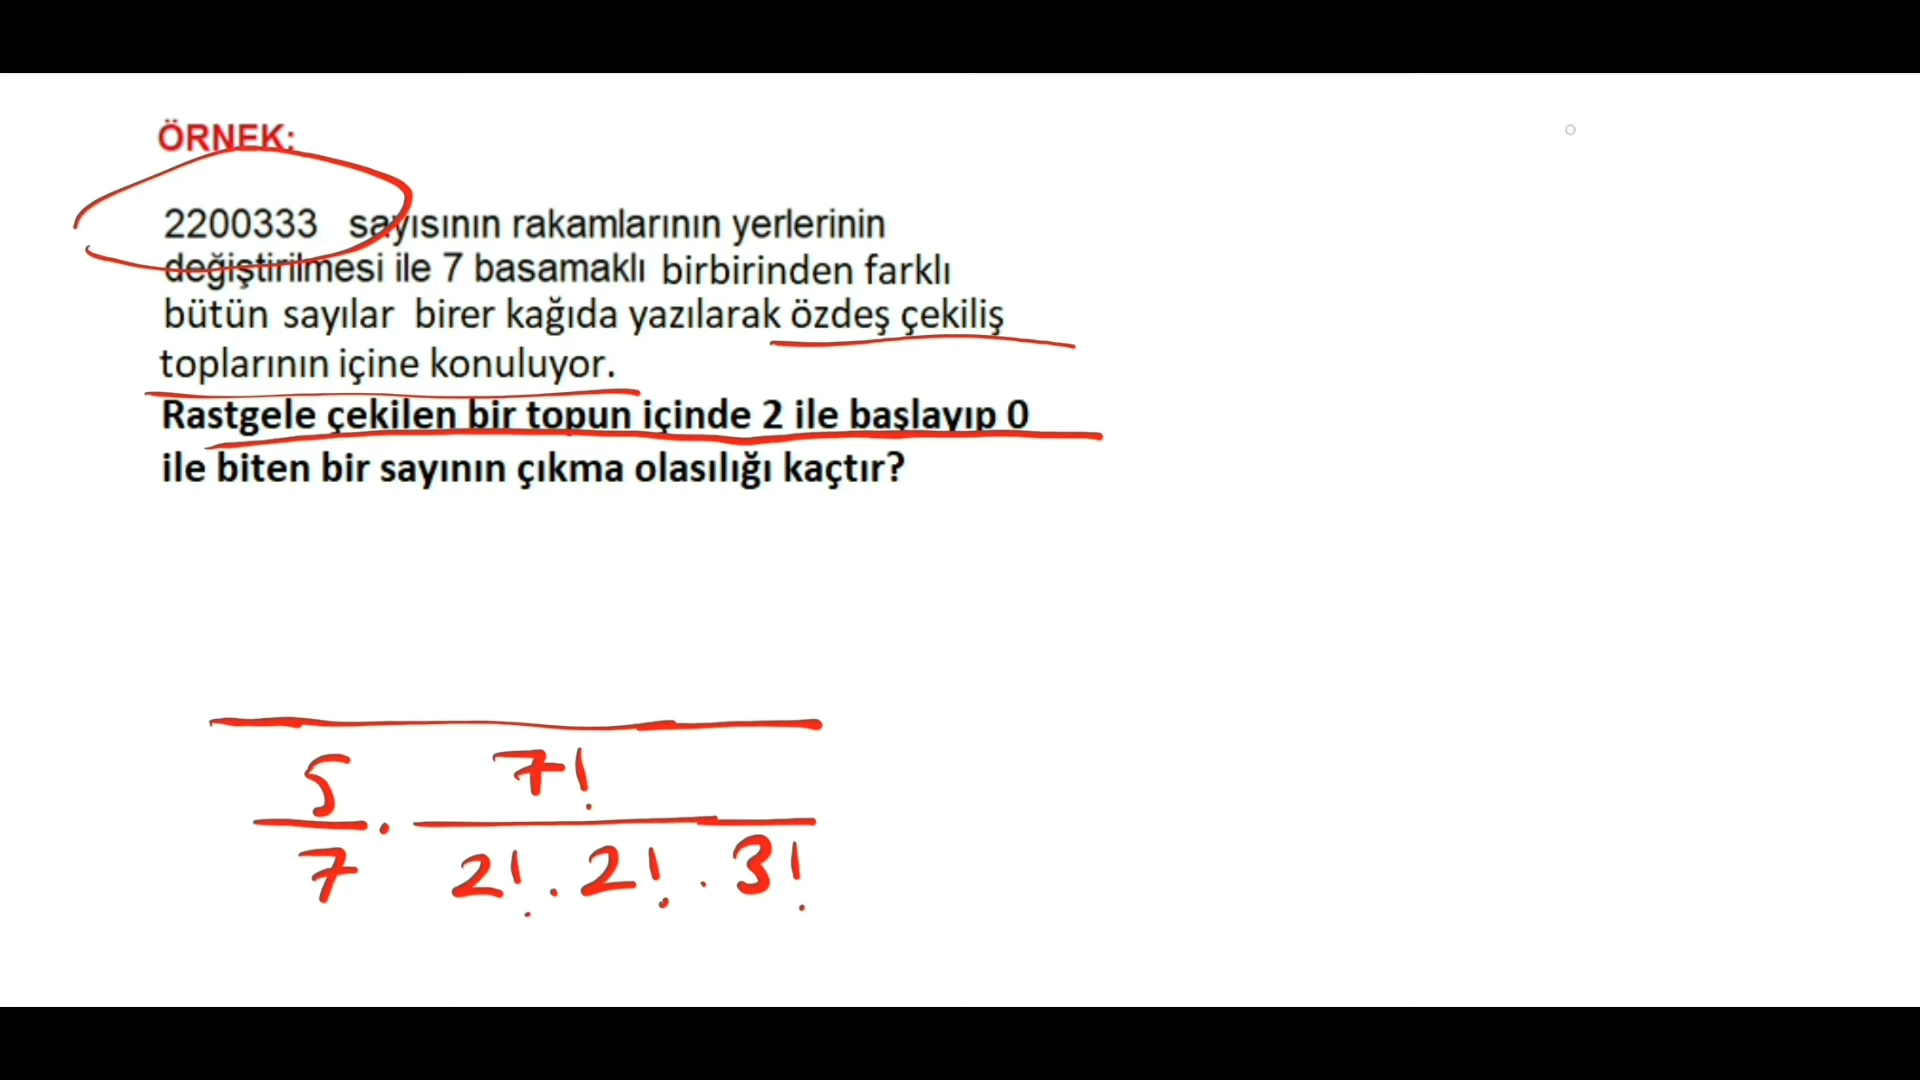 ÖRNEK:
2200333 sayısının rakamlarının yerlerinin
değiştirilmesi ile 7 basamaklı birbirinden farklı
bütün sayılar birer kağıda yazılarak özdeş çekiliş
toplarının içine konuluyor.
Rastgele çekilen bir topun içinde 2 ile başlayıp 0
ile biten bir sayının çıkma olasılığı kaçtır?
5 7!
.
7 2! . 2! . 3!